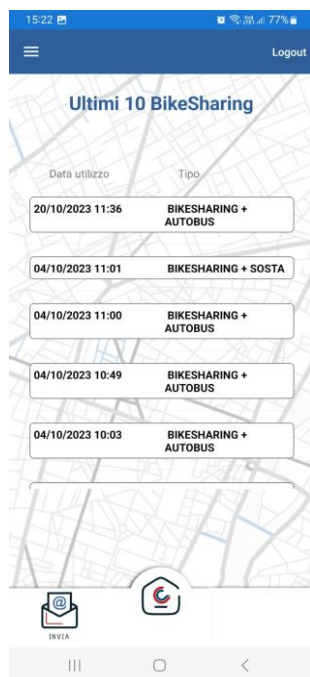 15:22 77%
Logout
Ultimi 10 BikeSharing
Data utilizzo Tipo
20/10/2023 11:36 BIKESHARING +
AUTOBUS
04/10/2023 11:01 BIKESHARING + SOSTA
04/10/2023 11:00 BIKESHARING +
AUTOBUS
04/10/2023 10:49 BIKESHARING +
AUTOBUS
04/10/2023 10:03 BIKESHARING +
AUTOBUS
@
INVIA